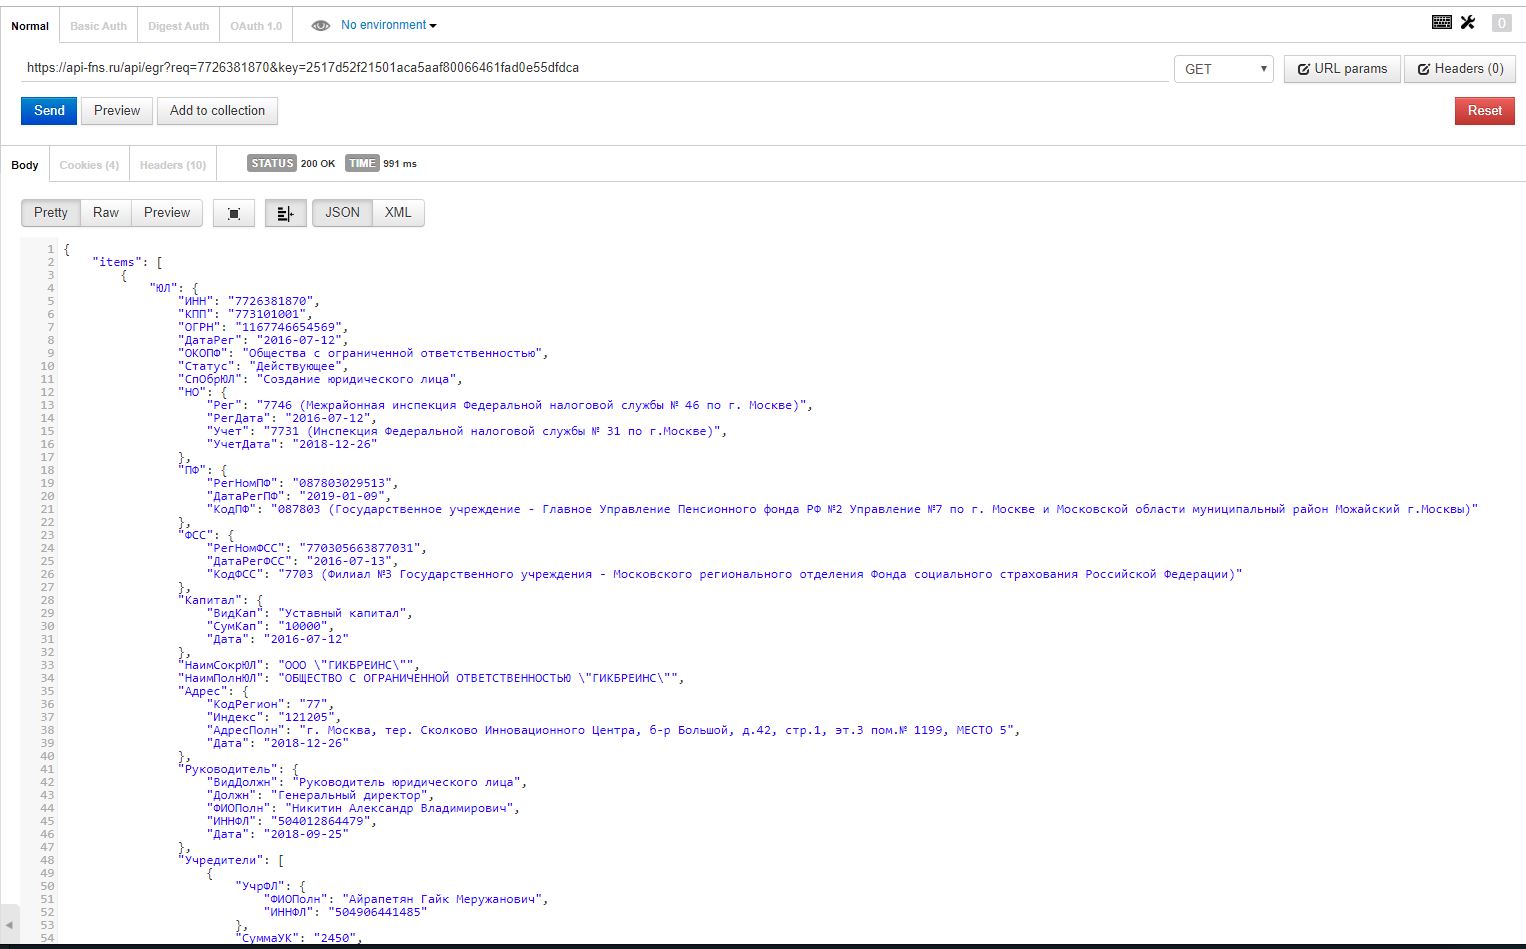 Normal Basic Auth Digest Auth OAuth 1.0 No environment 0
https://api-fns.ru/api/egr?req=7726381870&key=2517d52f21501aca5aaf80066461fad0e55dfdca GET URL params Headers (0)
Send Preview Add to collection Reset
Body Cookies (4) Headers (10) STATUS 200 OK TIME 991 ms
Pretty Raw Preview JSON XML
1 {
2 "items": [
3 {
4 "ЮЛ": {
5 "ИНН": "7726381870",
6 "КПП": "773101001",
7 "ОГРН": "1167746654569",
8 "ДатаРег": "2016-07-12",
9 "ОКОПФ": "Общества с ограниченной ответственностью",
10 "Статус": "Действующее",
11 "СпОбрЮЛ": "Создание юридического лица",
12 "НО": {
13 "Рег": "7746 (Межрайонная инспекция Федеральной налоговой службы № 46 по г. Москве)",
14 "РегДата": "2016-07-12",
15 "Учет": "7731 (Инспекция Федеральной налоговой службы № 31 по г.Москве)",
16 "УчетДата": "2018-12-26"
17 },
18 "ПФ": {
19 "РегНомПФ": "087803029513",
20 "ДатаРегПФ": "2019-01-09",
21 "КодПФ": "087803 (Государственное учреждение - Главное Управление Пенсионного фонда РФ №2 Управление №7 по г. Москве и Московской области муниципальный район Можайский г.Москвы)"
22 },
23 "ФСС": {
24 "РегНомФСС": "770305663877031",
25 "ДатаРегФСС": "2016-07-13",
26 "КодФСС": "7703 (Филиал №3 Государственного учреждения - Московского регионального отделения Фонда социального страхования Российской Федерации)"
27 },
28 "Капитал": {
29 "ВидКап": "Уставный капитал",
30 "СумКап": "10000",
31 "Дата": "2016-07-12"
32 },
33 "НаимСокрЮЛ": "ООО \"ГИКБРЕИНС\"",
34 "НаимПолнЮЛ": "ОБЩЕСТВО С ОГРАНИЧЕННОЙ ОТВЕТСТВЕННОСТЬЮ \"ГИКБРЕИНС\"",
35 "Адрес": {
36 "КодРегион": "77",
37 "Индекс": "121205",
38 "АдресПолн": "г. Москва, тер. Сколково Инновационного Центра, б-р Большой, д.42, стр.1, эт.3 пом.№ 1199, МЕСТО 5",
39 "Дата": "2018-12-26"
40 },
41 "Руководитель": {
42 "ВидДолжн": "Руководитель юридического лица",
43 "Должн": "Генеральный директор",
44 "ФИОПолн": "Никитин Александр Владимирович",
45 "ИННФЛ": "504012864479",
46 "Дата": "2018-09-25"
47 },
48 "Учредители": [
49 {
50 "УчрФЛ": {
51 "ФИОПолн": "Айрапетян Гайк Меружанович",
52 "ИННФЛ": "504906441485"
53 },
54 "СуммаУК": "2450",